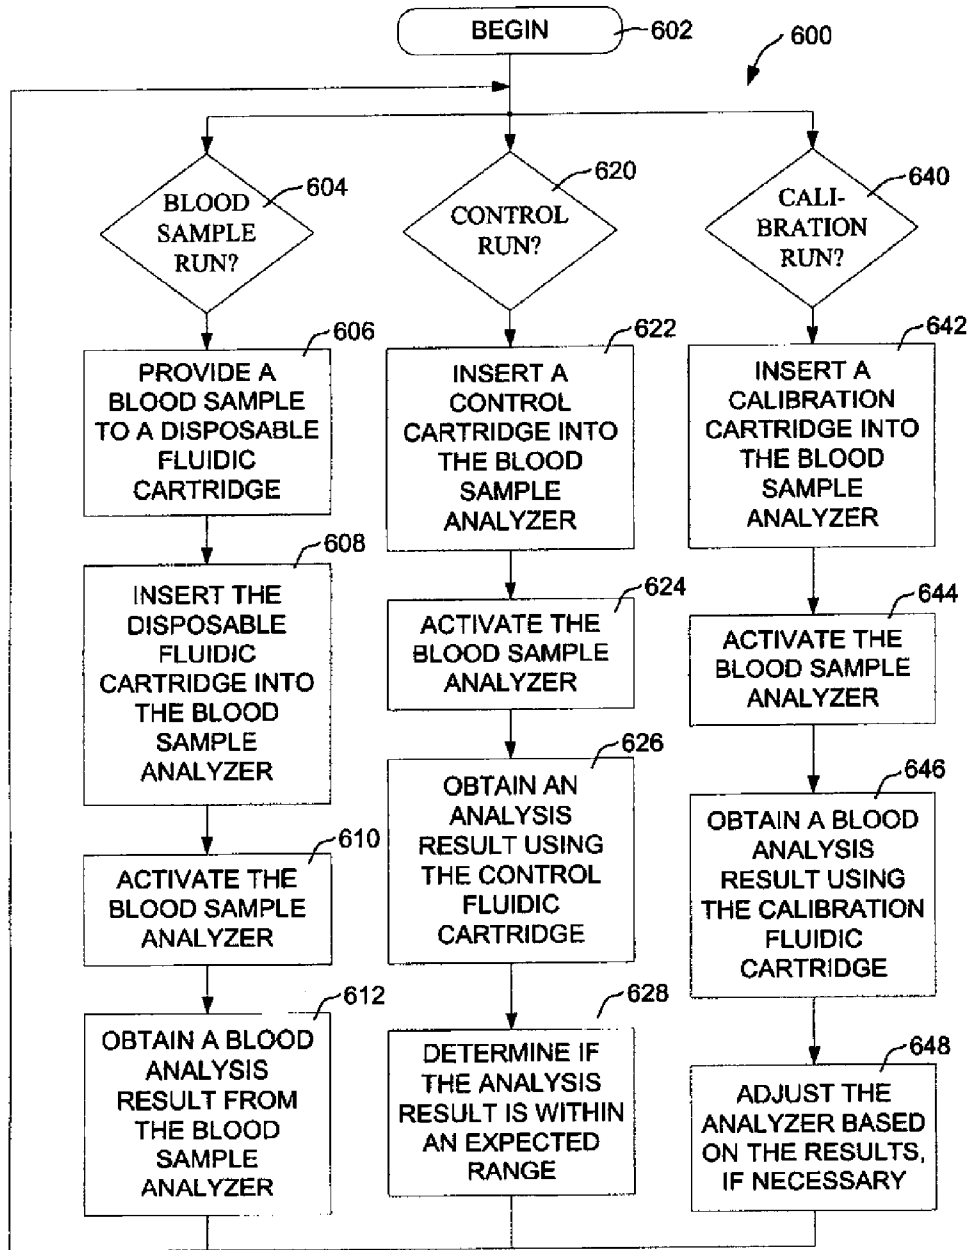 BEGIN
602
600
604
BLOOD
SAMPLE
RUN?
620
CONTROL
RUN?
640
CALI-
BRATION
RUN?
606
PROVIDE A
BLOOD SAMPLE
TO A DISPOSABLE
FLUIDIC
CARTRIDGE
608
INSERT THE
DISPOSABLE
FLUIDIC
CARTRIDGE INTO
THE BLOOD
SAMPLE
ANALYZER
610
ACTIVATE THE
BLOOD SAMPLE
ANALYZER
612
OBTAIN A BLOOD
ANALYSIS
RESULT FROM
THE BLOOD
SAMPLE
ANALYZER
622
INSERT A
CONTROL
CARTRIDGE INTO
THE BLOOD
SAMPLE
ANALYZER
624
ACTIVATE THE
BLOOD SAMPLE
ANALYZER
626
OBTAIN AN
ANALYSIS
RESULT USING
THE CONTROL
FLUIDIC
CARTRIDGE
628
DETERMINE IF
THE ANALYSIS
RESULT IS WITHIN
AN EXPECTED
RANGE
642
INSERT A
CALIBRATION
CARTRIDGE INTO
THE BLOOD
SAMPLE
ANALYZER
644
ACTIVATE THE
BLOOD SAMPLE
ANALYZER
646
OBTAIN A BLOOD
ANALYSIS
RESULT USING
THE CALIBRATION
FLUIDIC
CARTRIDGE
648
ADJUST THE
ANALYZER BASED
ON THE RESULTS,
IF NECESSARY